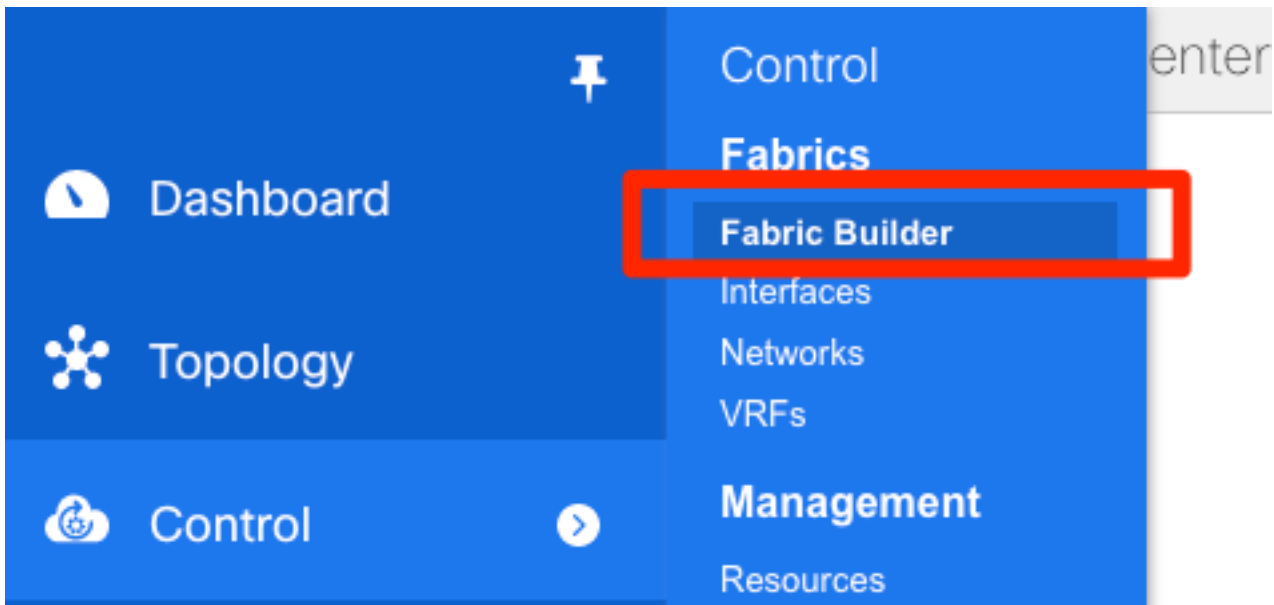 Dashboard
Topology
Control
Control
Fabrics
Fabric Builder
Interfaces
Networks
VRFs
Management
Resources
enter